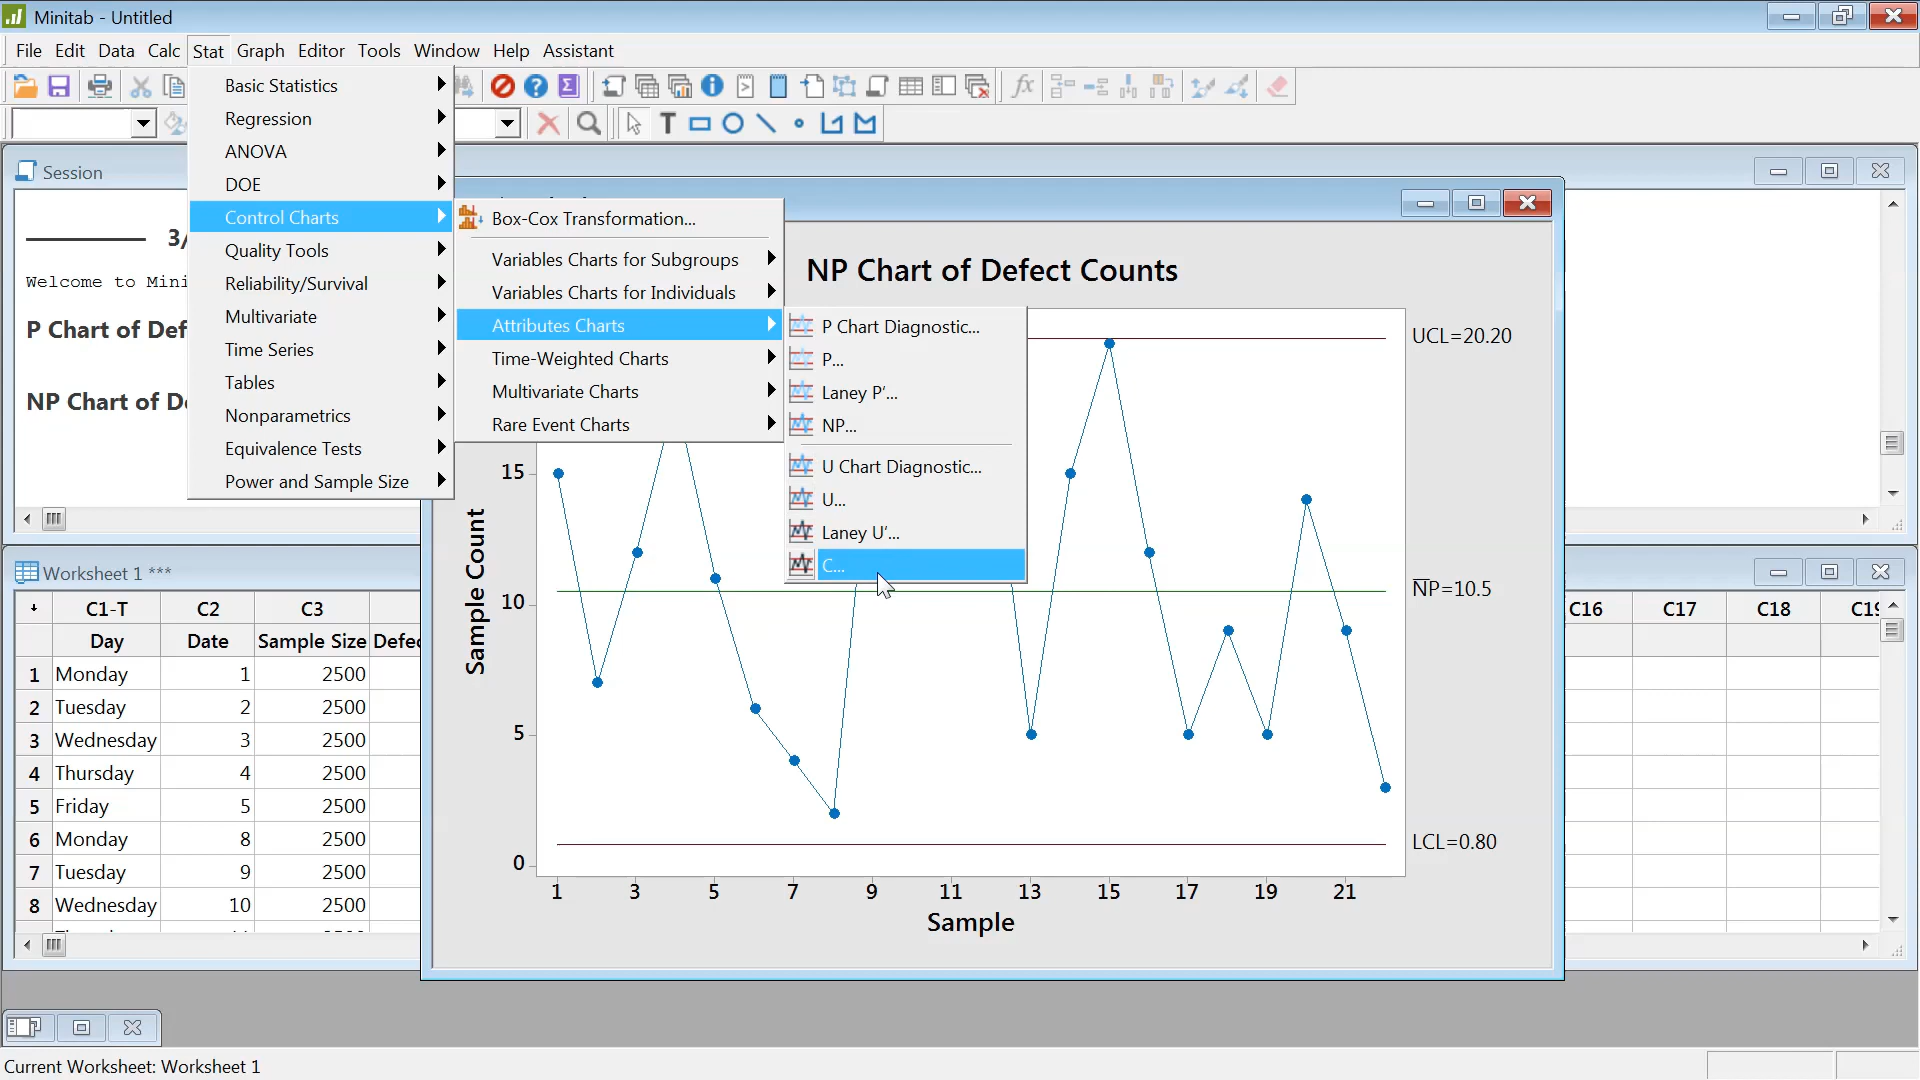 Minitab - Untitled
File Edit Data Calc Stat Graph Editor Tools Window Help Assistant
Basic Statistics
Regression
ANOVA
DOE
Control Charts
Quality Tools
Reliability/Survival
Multivariate
Time Series
Tables
Nonparametrics
Equivalence Tests
Power and Sample Size
Box-Cox Transformation...
Variables Charts for Subgroups
Variables Charts for Individuals
Attributes Charts
Time-Weighted Charts
Multivariate Charts
Rare Event Charts
P Chart Diagnostic...
P...
Laney P'...
NP...
U Chart Diagnostic...
U...
Laney U'...
C...
Session
3/
Welcome to Mini
P Chart of Def
NP Chart of De
NP Chart of Defect Counts
UCL=20.20
NP=10.5
LCL=0.80
Sample Count
15
10
5
0
1 3 5 7 9 11 13 15 17 19 21
Sample
Worksheet 1 ***
C1-T C2 C3 C16 C17 C18 C19
Day Date Sample Size Defec
1 Monday 1 2500
2 Tuesday 2 2500
3 Wednesday 3 2500
4 Thursday 4 2500
5 Friday 5 2500
6 Monday 8 2500
7 Tuesday 9 2500
8 Wednesday 10 2500
Current Worksheet: Worksheet 1